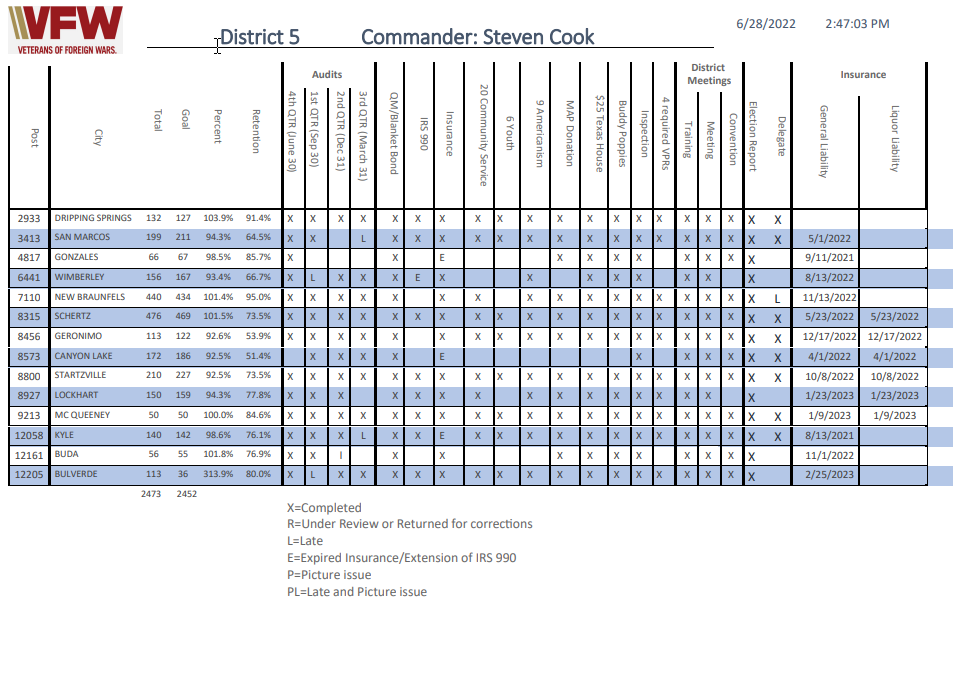 VFW
VETERANS OF FOREIGN WARS.
District 5 Commander: Steven Cook
6/28/2022 2:47:03 PM
Audits District Meetings Insurance
Post City Total Goal Percent Retention 4th QTR (June 30) 1st QTR (Sep 30) 2nd QTR (Dec 31) 3rd QTR (March 31) QM/Blanket Bond IRS 990 Insurance 20 Community Service 6 Youth 9 Americanism MAP Donation $25 Texas House Buddy Poppies Inspection 4 required VPRs Training Meeting Convention Election Report Delegate General Liability Liquor Liability
2933 DRIPPING SPRINGS 132 127 103.9% 91.4% X X X X X X X X X X X X X X X X X X X X
3413 SAN MARCOS 199 211 94.3% 64.5% X X L X X X X X X X X X X X X X X X X 5/1/2022
4817 GONZALES 66 67 98.5% 85.7% X X E X X X X X X X X 9/11/2021
6441 WIMBERLEY 156 167 93.4% 66.7% X L X X X E X X X X X X X X X X 8/13/2022
7110 NEW BRAUNFELS 440 434 101.4% 95.0% X X X X X X X X X X X X X X X X X X L 11/13/2022
8315 SCHERTZ 476 469 101.5% 73.5% X X X X X X X X X X X X X X X X X X X X 5/23/2022 5/23/2022
8456 GERONIMO 113 122 92.6% 53.9% X X X X X X X X X X X X X X X X X X X X 12/17/2022 12/17/2022
8573 CANYON LAKE 172 186 92.5% 51.4% X X X X E X X X X X X 4/1/2022 4/1/2022
8800 STARTZVILLE 210 227 92.5% 73.5% X X X X X X X X X X X X X X X X X X X X 10/8/2022 10/8/2022
8927 LOCKHART 150 159 94.3% 77.8% X X X X X X X X X X X X X X X X X X 1/23/2023 1/23/2023
9213 MC QUEENEY 50 50 100.0% 84.6% X X X X X X X X X X X X X X X X X X X X 1/9/2023 1/9/2023
12058 KYLE 140 142 98.6% 76.1% X X X L X X E X X X X X X X X X X X X X 8/13/2021
12161 BUDA 56 55 101.8% 76.9% X X I X X X X X X X X X X 11/1/2022
12205 BULVERDE 113 36 313.9% 80.0% X L X X X X X X X X X X X X X X X X X 2/25/2023
2473 2452
X=Completed
R=Under Review or Returned for corrections
L=Late
E=Expired Insurance/Extension of IRS 990
P=Picture issue
PL=Late and Picture issue